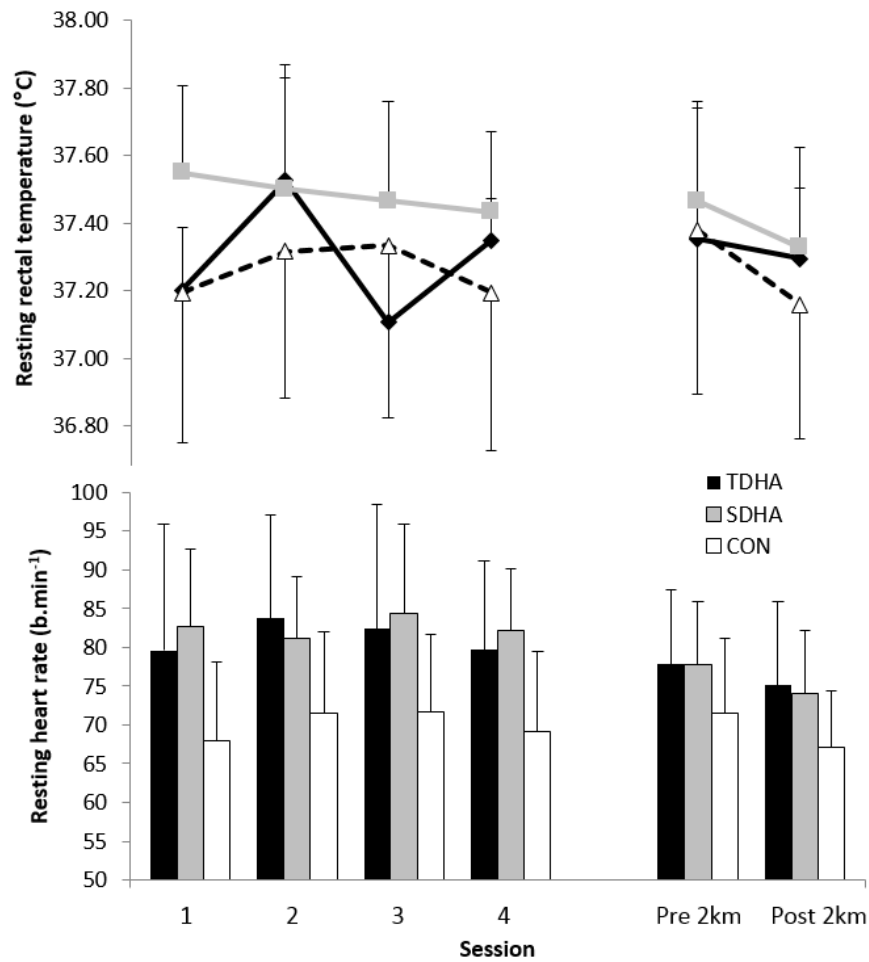 Resting rectal temperature (°C)
38.00
37.80
37.60
37.40
37.20
37.00
36.80
TDHA
SDHA
CON
Resting heart rate (b.min⁻¹)
100
95
90
85
80
75
70
65
60
55
50
1 2 3 4 Pre 2km Post 2km
Session